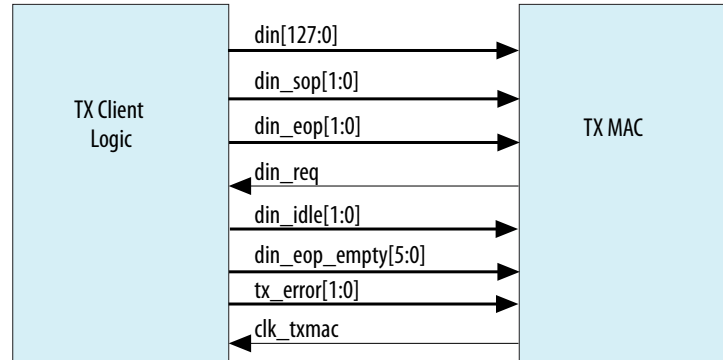 din[127:0]
din_sop[1:0]
TX Client
Logic
din_eop[1:0]
TX MAC
din_req
din_idle[1:0]
din_eop_empty[5:0]
tx_error[1:0]
clk_txmac